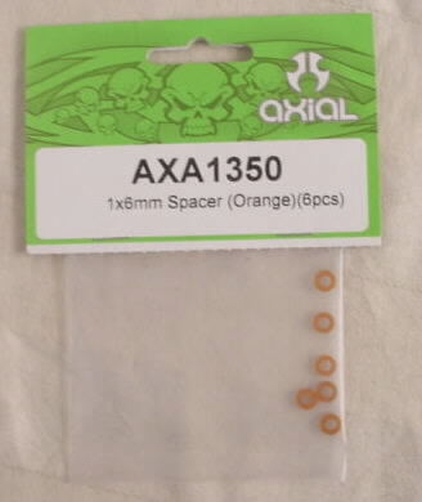 axiaL
AXA1350
1x6mm Spacer (Orange)(6pcs)